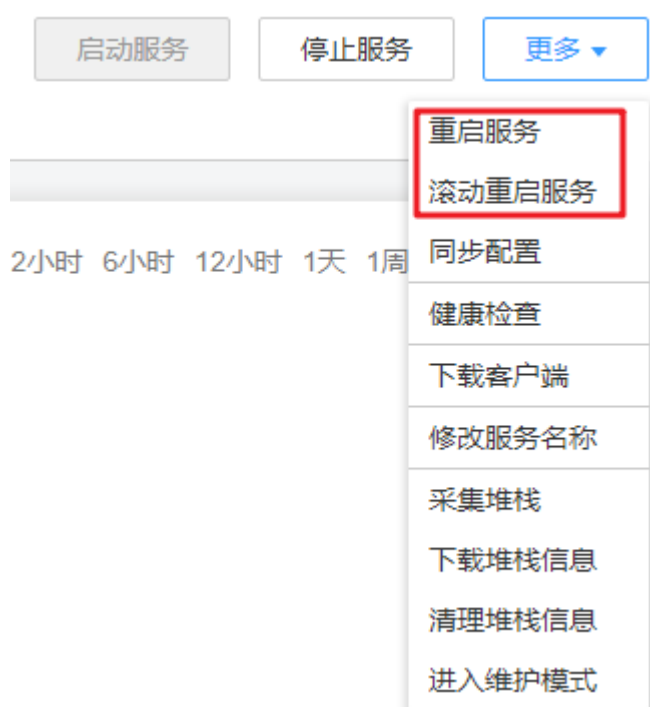 启动服务 停止服务 更多
重启服务
滚动重启服务
2小时 6小时 12小时 1天 1周
同步配置
健康检查
下载客户端
修改服务名称
采集堆栈
下载堆栈信息
清理堆栈信息
进入维护模式